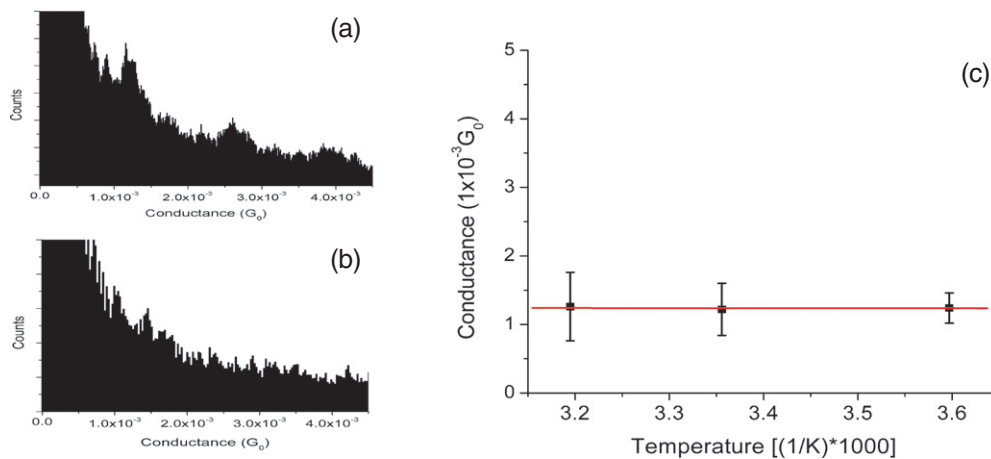 (a)
Counts
0.0 1.0x10⁻³ 2.0x10⁻³ 3.0x10⁻³ 4.0x10⁻³
Conductance (G₀)
(b)
Counts
0.0 1.0x10⁻³ 2.0x10⁻³ 3.0x10⁻³ 4.0x10⁻³
Conductance (G₀)
(c)
5
4
3
2
1
0
Conductance (1x10⁻³G₀)
3.2 3.3 3.4 3.5 3.6
Temperature [(1/K)*1000]